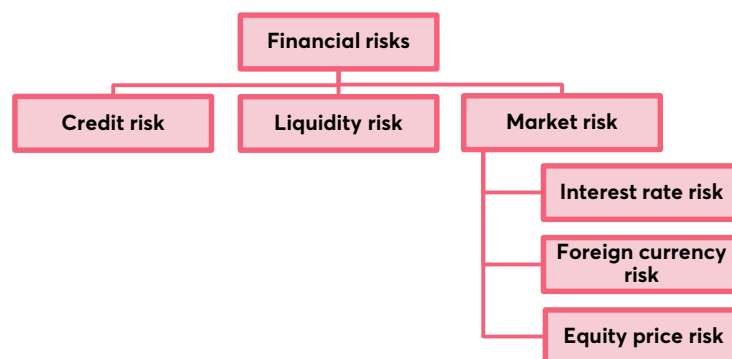 Financial risks
Credit risk
Liquidity risk
Market risk
Interest rate risk
Foreign currency
risk
Equity price risk